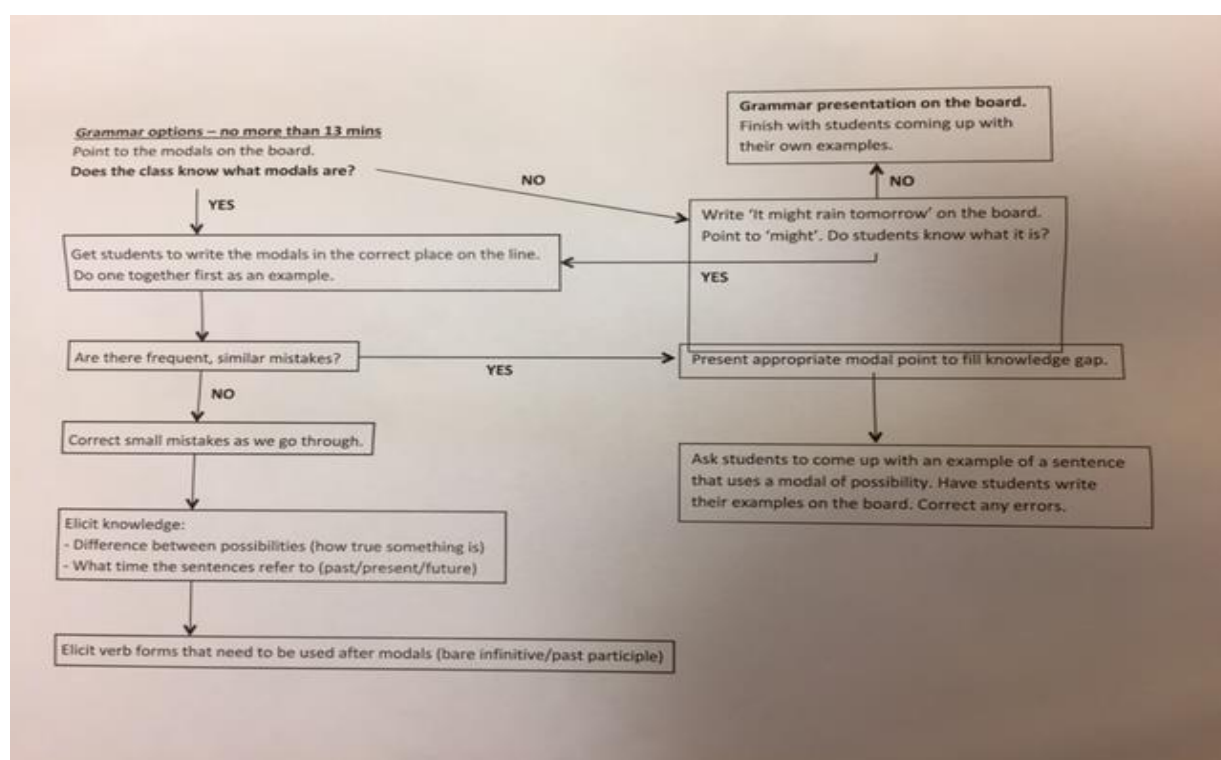 Grammar options – no more than 13 mins
Point to the modals on the board.
Does the class know what modals are?
NO
YES
Grammar presentation on the board.
Finish with students coming up with
their own examples.
NO
Write ‘It might rain tomorrow’ on the board.
Point to ‘might’. Do students know what it is?
YES
Get students to write the modals in the correct place on the line.
Do one together first as an example.
Are there frequent, similar mistakes?
YES
NO
Present appropriate modal point to fill knowledge gap.
Correct small mistakes as we go through.
Ask students to come up with an example of a sentence
that uses a modal of possibility. Have students write
their examples on the board. Correct any errors.
Elicit knowledge:
- Difference between possibilities (how true something is)
- What time the sentences refer to (past/present/future)
Elicit verb forms that need to be used after modals (bare infinitive/past participle)